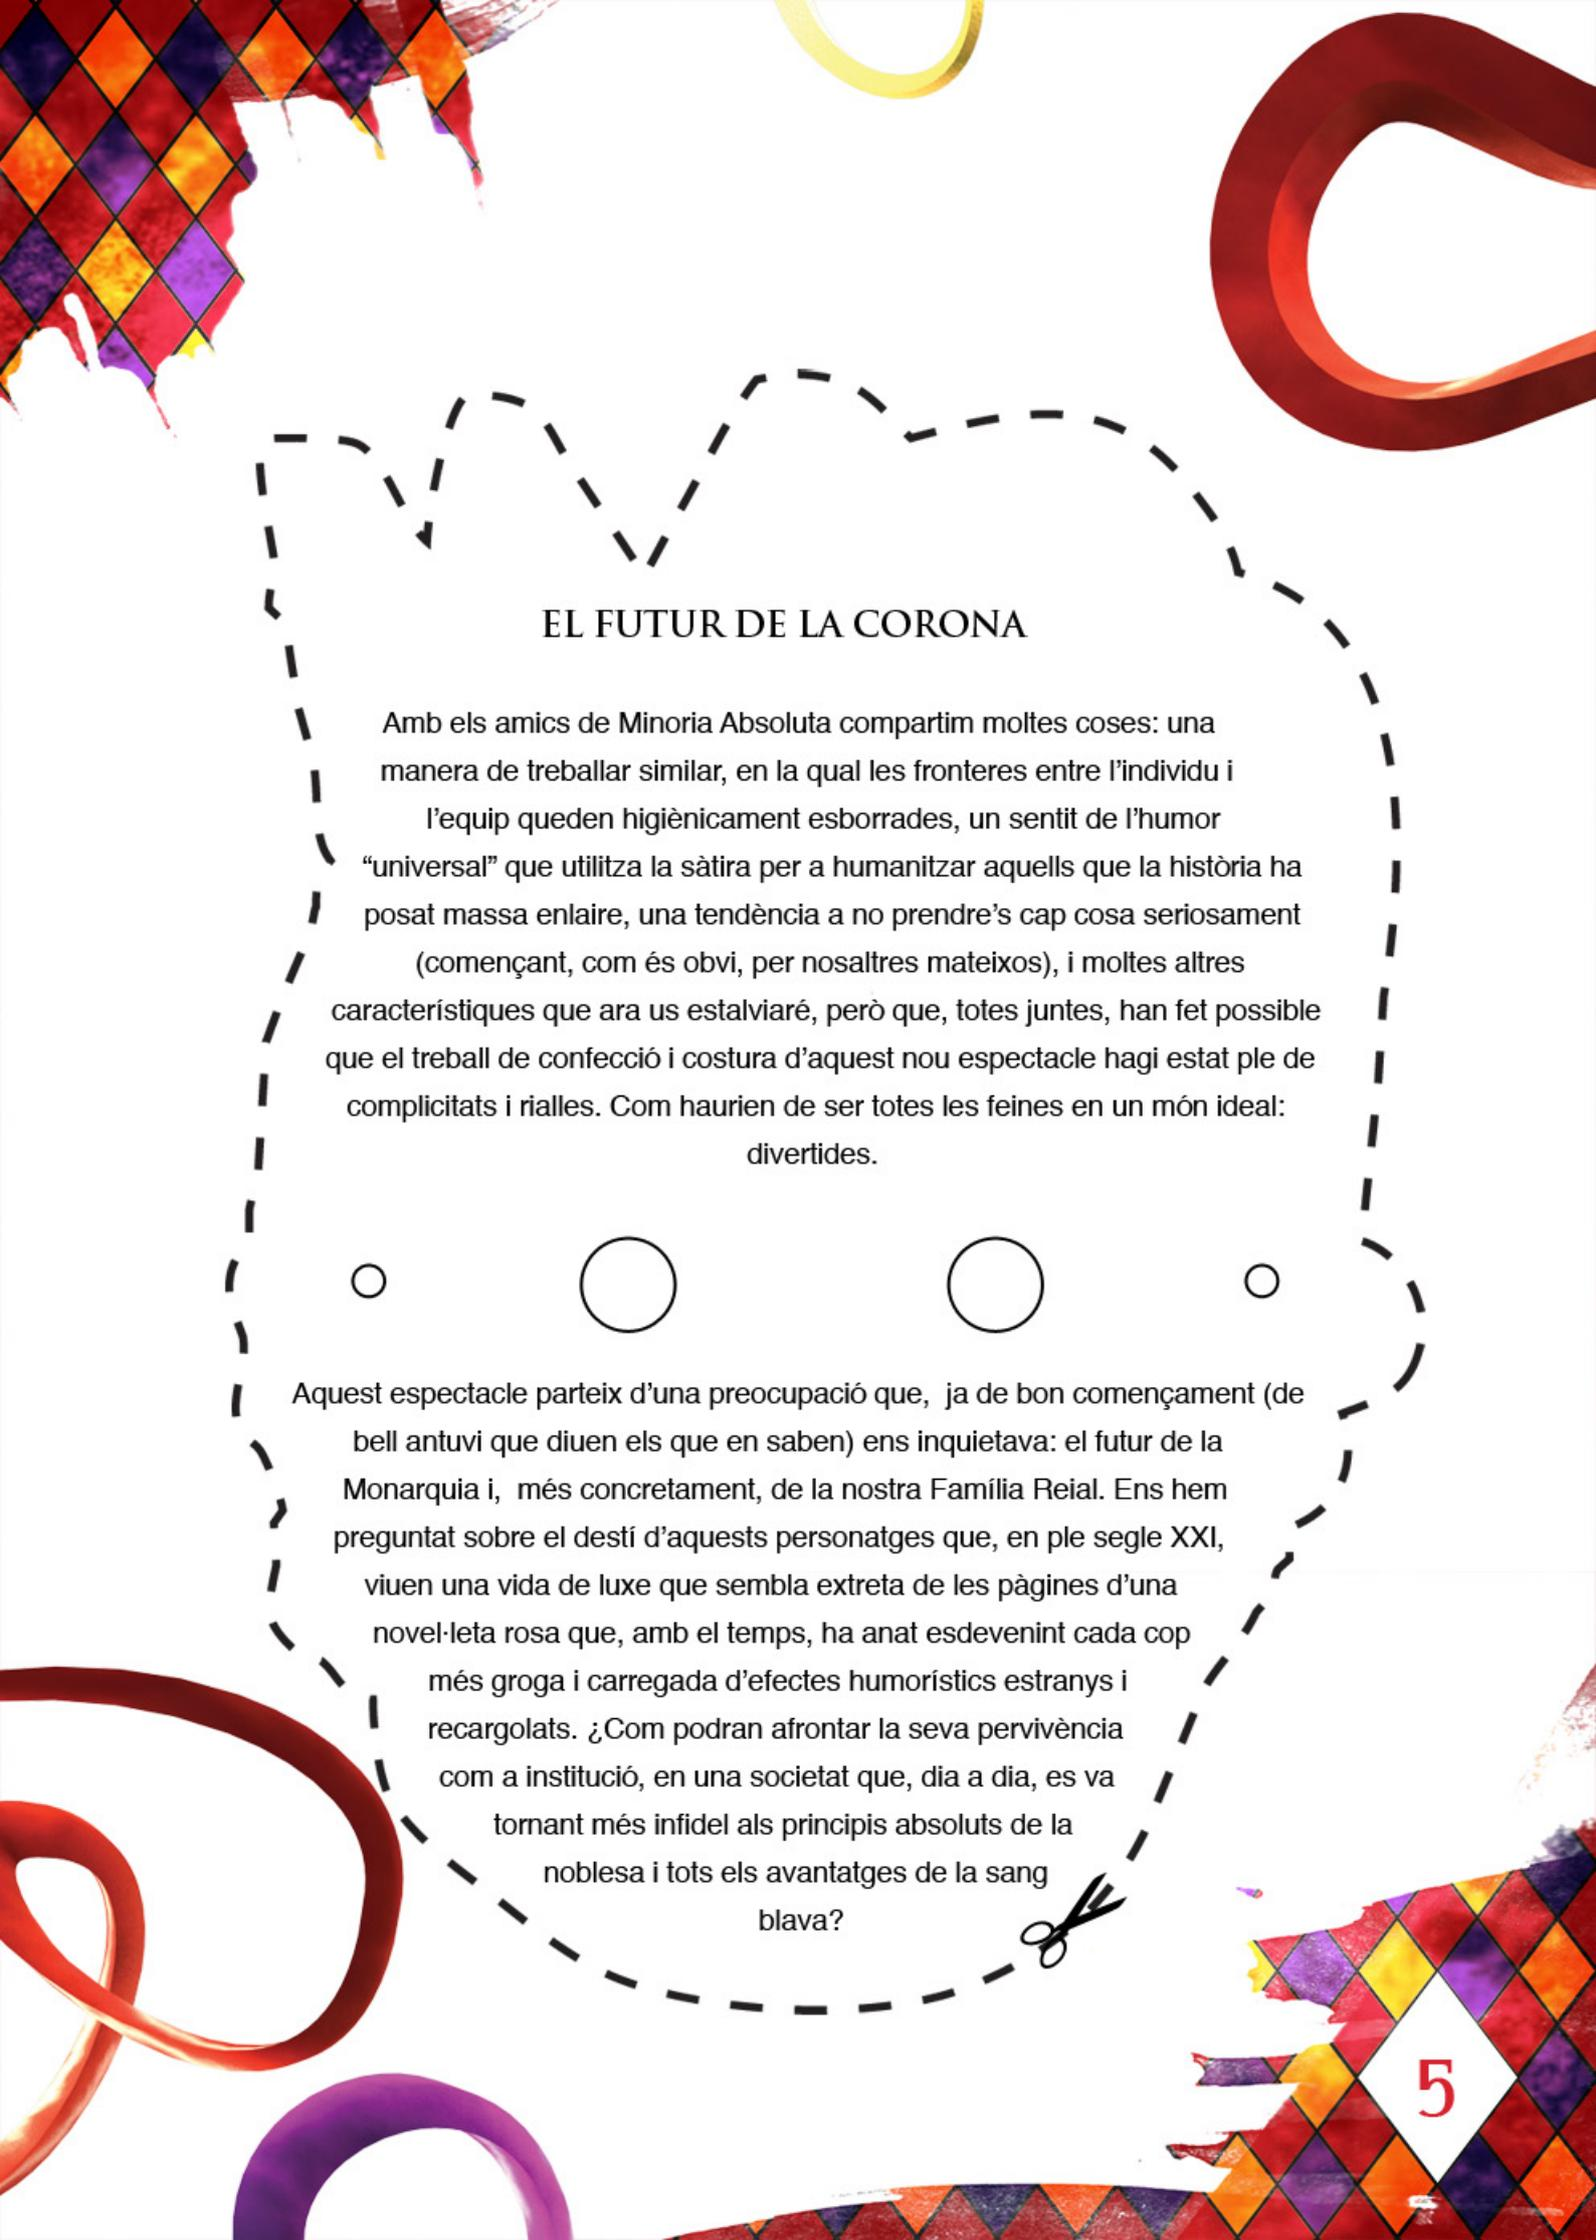 EL FUTUR DE LA CORONA
Amb els amics de Minoria Absoluta compartim moltes coses: una
manera de treballar similar, en la qual les fronteres entre l’individu i
l’equip queden higiènicament esborrades, un sentit de l’humor
“universal” que utilitza la sàtira per a humanitzar aquells que la història ha
posat massa enlaire, una tendència a no prendre’s cap cosa seriosament
(començant, com és obvi, per nosaltres mateixos), i moltes altres
característiques que ara us estalviaré, però que, totes juntes, han fet possible
que el treball de confecció i costura d’aquest nou espectacle hagi estat ple de
complicitats i rialles. Com haurien de ser totes les feines en un món ideal:
divertides.
Aquest espectacle parteix d’una preocupació que, ja de bon començament (de
bell antuvi que diuen els que en saben) ens inquietava: el futur de la
Monarquia i, més concretament, de la nostra Família Reial. Ens hem
preguntat sobre el destí d’aquests personatges que, en ple segle XXI,
viuen una vida de luxe que sembla extreta de les pàgines d’una
novel·leta rosa que, amb el temps, ha anat esdevenint cada cop
més groga i carregada d’efectes humorístics estranys i
recargolats. ¿Com podran afrontar la seva pervivència
com a institució, en una societat que, dia a dia, es va
tornant més infidel als principis absoluts de la
noblesa i tots els avantatges de la sang
blava?
5